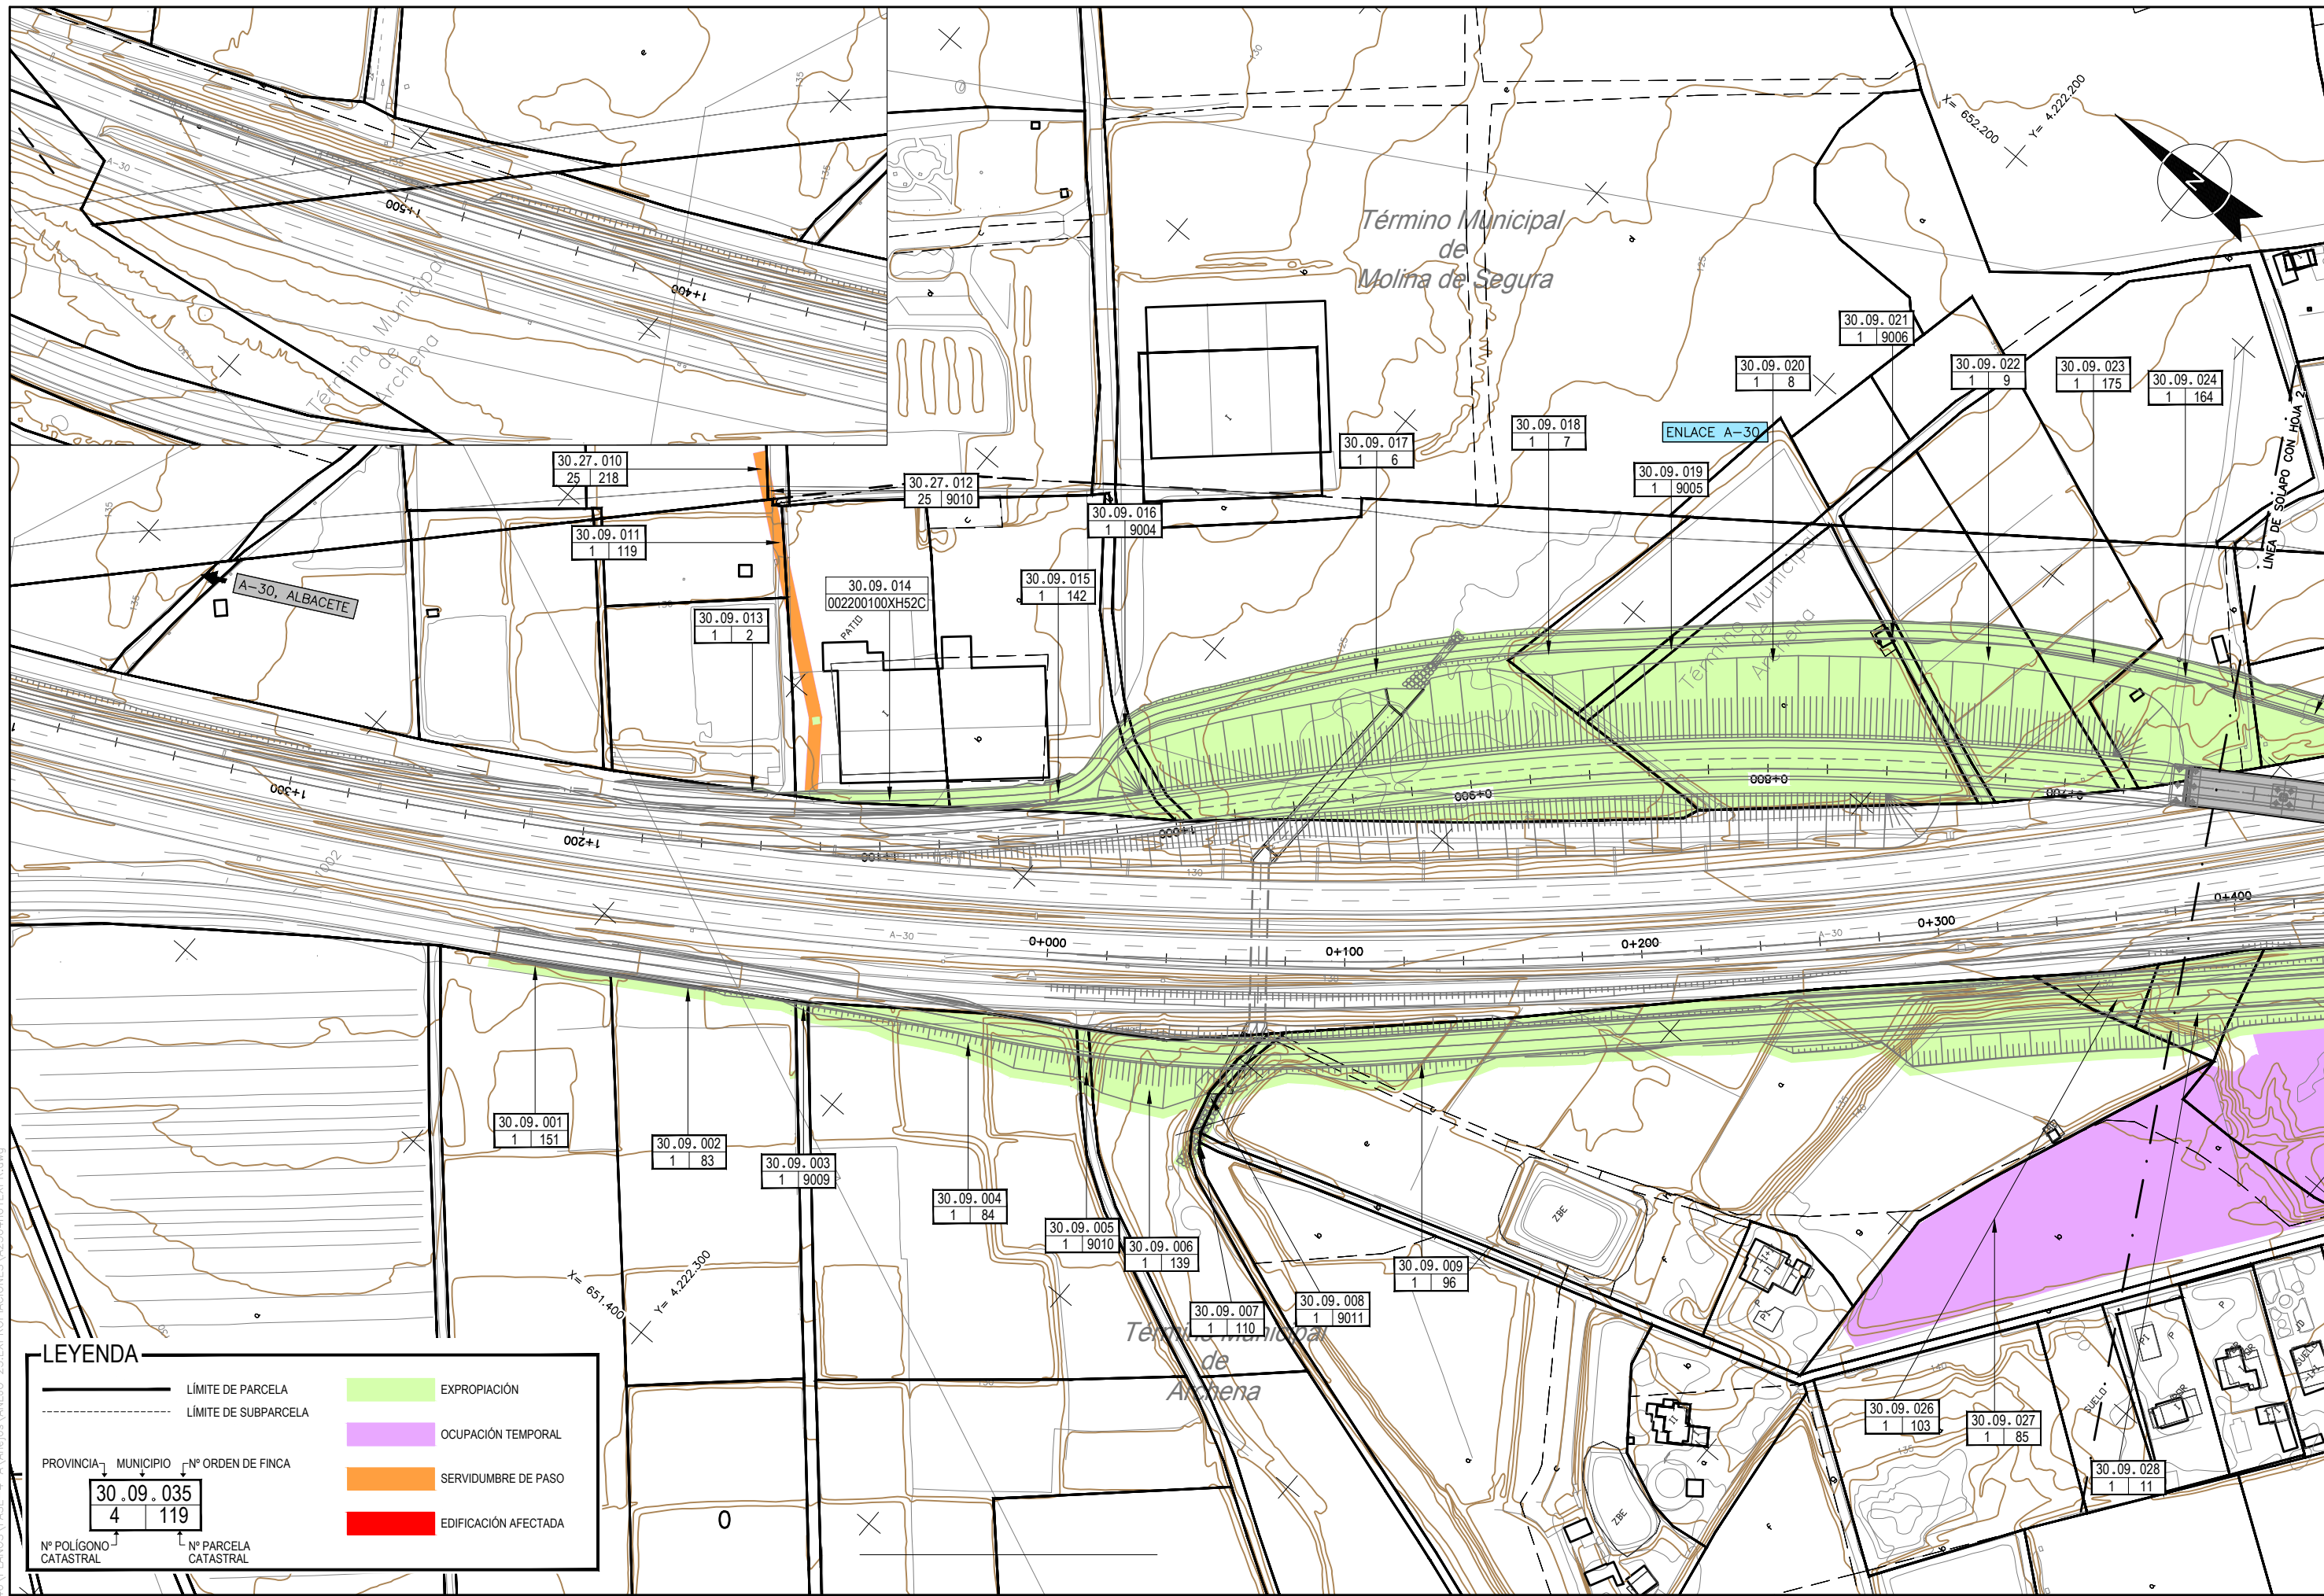 Término Municipal
de
Molina de Segura
X= 652.200
Y= 4.222.200
N
A-30
1+500
1+400
Término Municipal
de
Archena
30.09.021
1 9006
30.09.020
1 8
30.09.022
1 9
30.09.023
1 175
30.09.024
1 164
30.09.018
1 7
ENLACE A-30
30.09.017
1 6
30.09.019
1 9005
30.27.010
25 218
30.27.012
25 9010
30.09.016
1 9004
30.09.011
1 119
A-30, ALBACETE
30.09.014
002200100XH52C
30.09.015
1 142
30.09.013
1 2
PATIO
LÍNEA DE SOLAPO CON HOJA 2
Término Municipal
de
Archena
1+300
1+200
1+100
1+000
0+900
0+800
0+700
1002
A-30
0+000
0+100
0+200
0+300
0+400
A-30
30.09.001
1 151
30.09.002
1 83
30.09.003
1 9009
30.09.004
1 84
30.09.005
1 9010
30.09.006
1 139
30.09.007
1 110
30.09.008
1 9011
30.09.009
1 96
30.09.026
1 103
30.09.027
1 85
30.09.028
1 11
X= 651.400
Y= 4.222.300
Término Municipal
de
Archena
ZBE
ZBE
SUELO
LEYENDA
LÍMITE DE PARCELA
LÍMITE DE SUBPARCELA
EXPROPIACIÓN
OCUPACIÓN TEMPORAL
SERVIDUMBRE DE PASO
EDIFICACIÓN AFECTADA
PROVINCIA MUNICIPIO Nº ORDEN DE FINCA
30.09.035
4 119
Nº POLÍGONO CATASTRAL
Nº PARCELA CATASTRAL
0